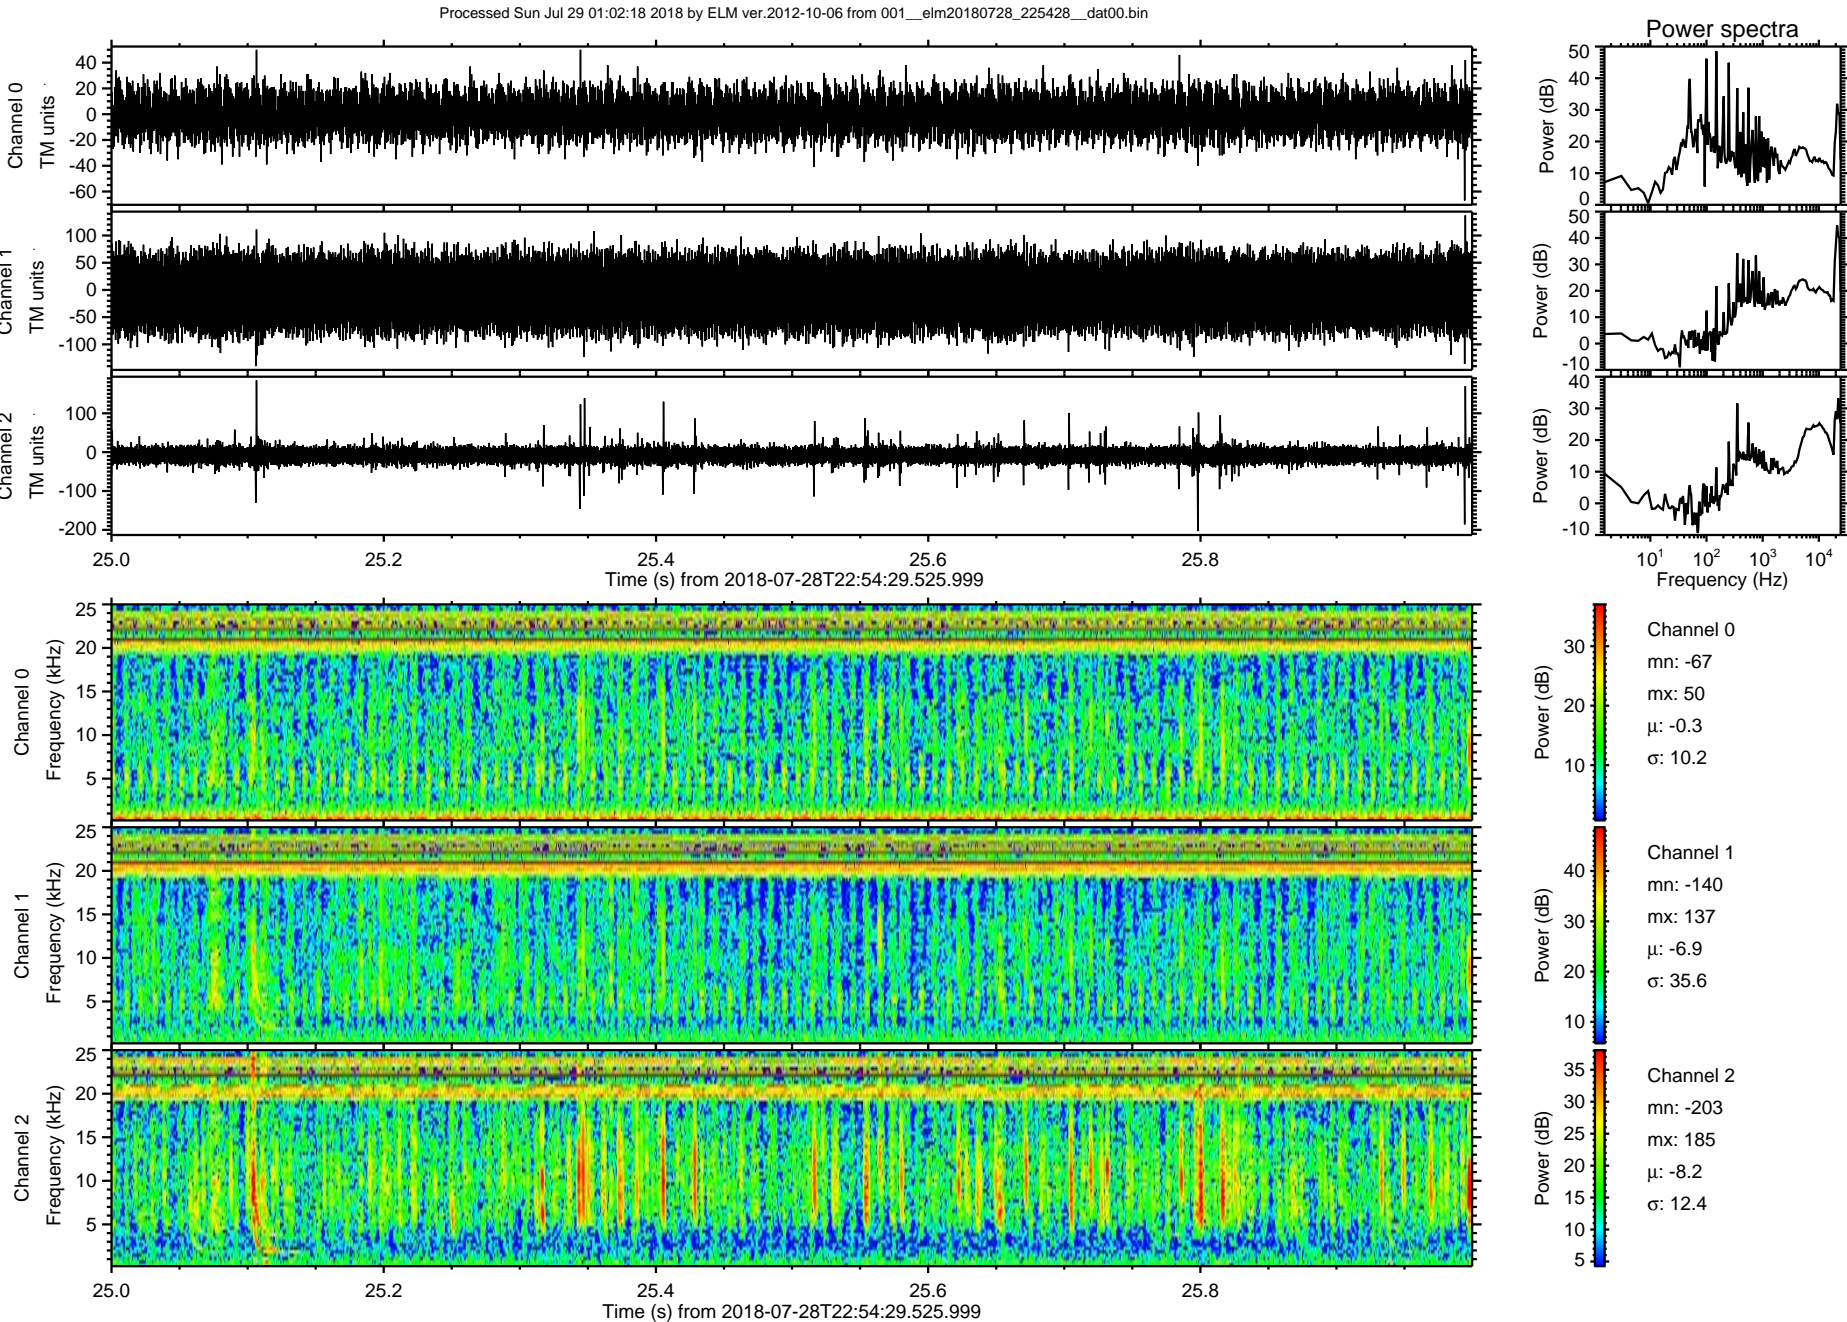 Processed Sun Jul 29 01:02:18 2018 by ELM ver.2012-10-06 from 001__elm20180728_225428__dat00.bin
Power spectra
Channel 0
TM units
40
20
0
-20
-40
-60
Power (dB)
50
40
30
20
10
0
Channel 1
TM units
100
50
0
-50
-100
Power (dB)
50
40
30
20
10
0
-10
Channel 2
TM units
100
0
-100
-200
Power (dB)
40
30
20
10
0
-10
25.0 25.2 25.4 25.6 25.8
Time (s) from 2018-07-28T22:54:29.525.999
10^1 10^2 10^3 10^4
Frequency (Hz)
Channel 0
Frequency (kHz)
25
20
15
10
5
Power (dB)
30
20
10
Channel 0
mn: -67
mx: 50
μ: -0.3
σ: 10.2
Channel 1
Frequency (kHz)
25
20
15
10
5
Power (dB)
40
30
20
10
Channel 1
mn: -140
mx: 137
μ: -6.9
σ: 35.6
Channel 2
Frequency (kHz)
25
20
15
10
5
Power (dB)
35
30
25
20
15
10
5
Channel 2
mn: -203
mx: 185
μ: -8.2
σ: 12.4
25.0 25.2 25.4 25.6 25.8
Time (s) from 2018-07-28T22:54:29.525.999